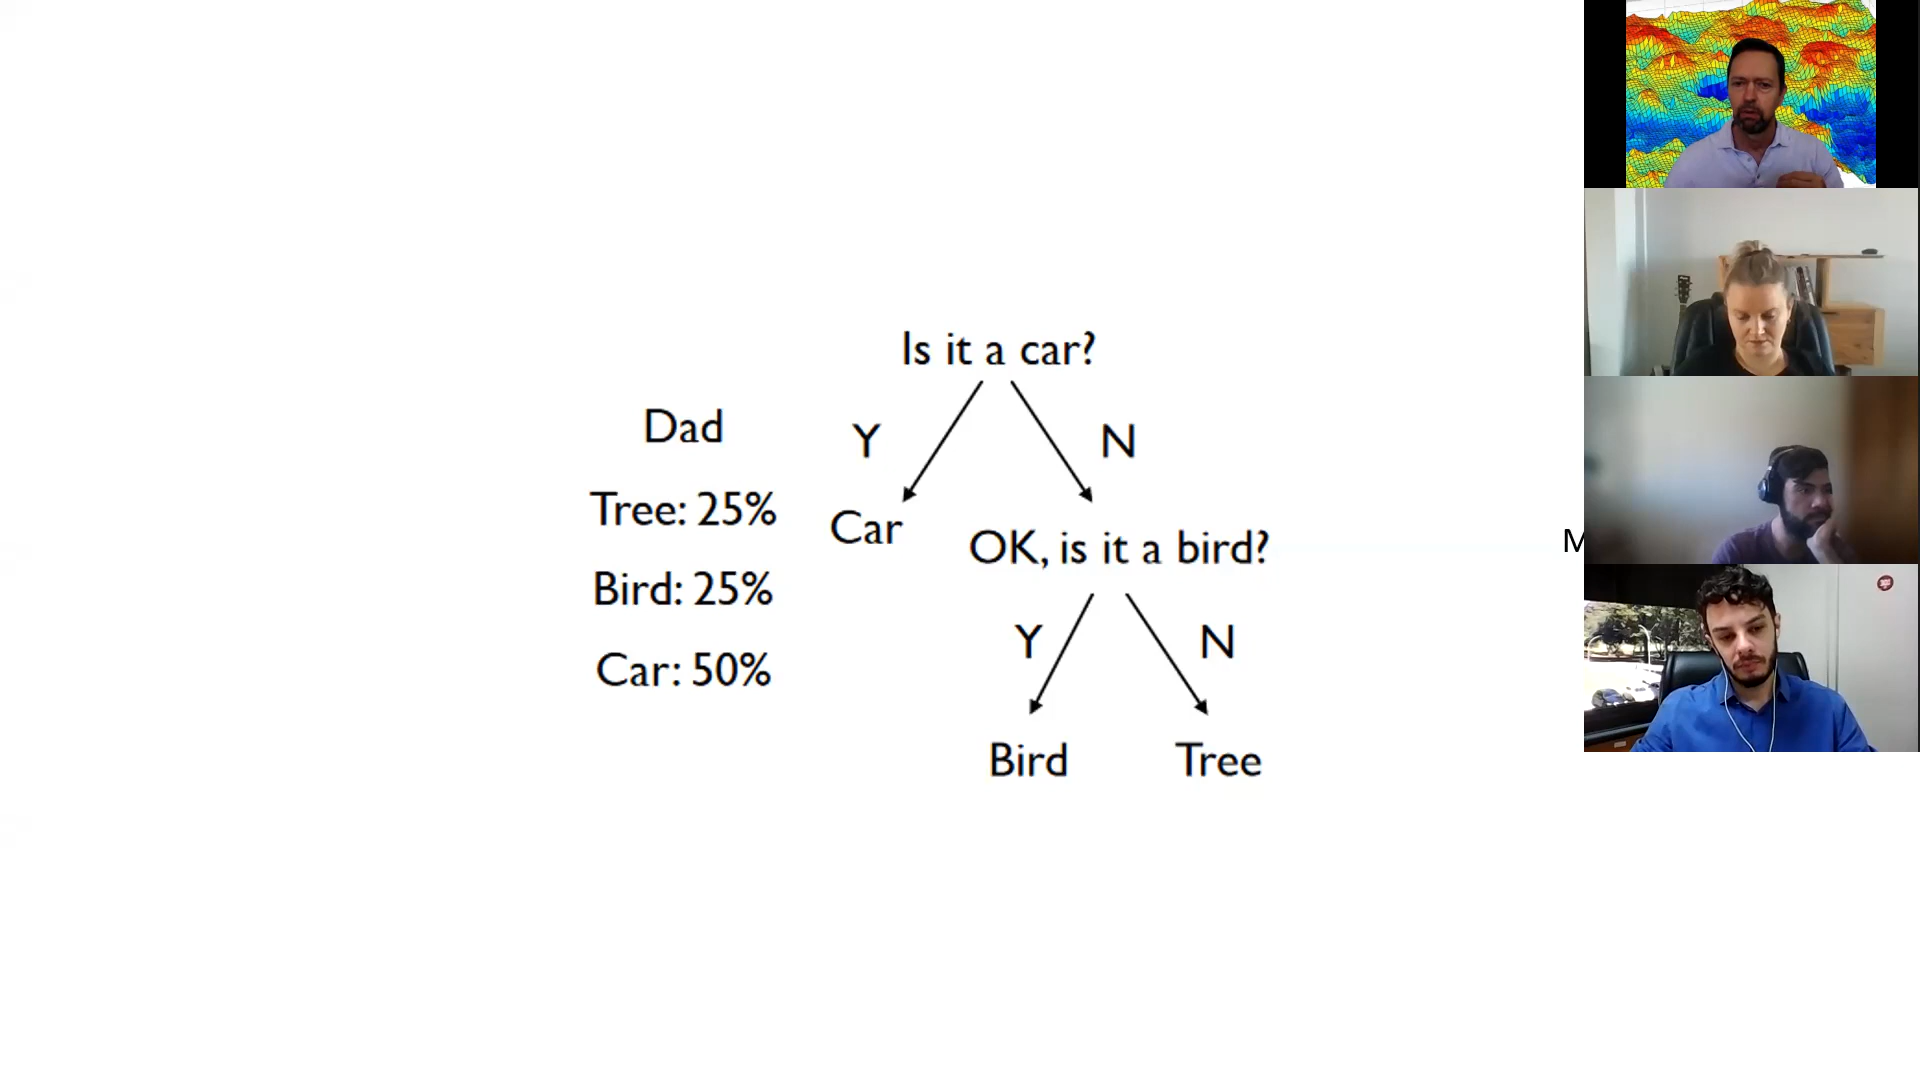 Is it a car?
Dad
Y
N
Tree: 25%
Car
OK, is it a bird?
M
Bird: 25%
Y
N
Car: 50%
Bird
Tree